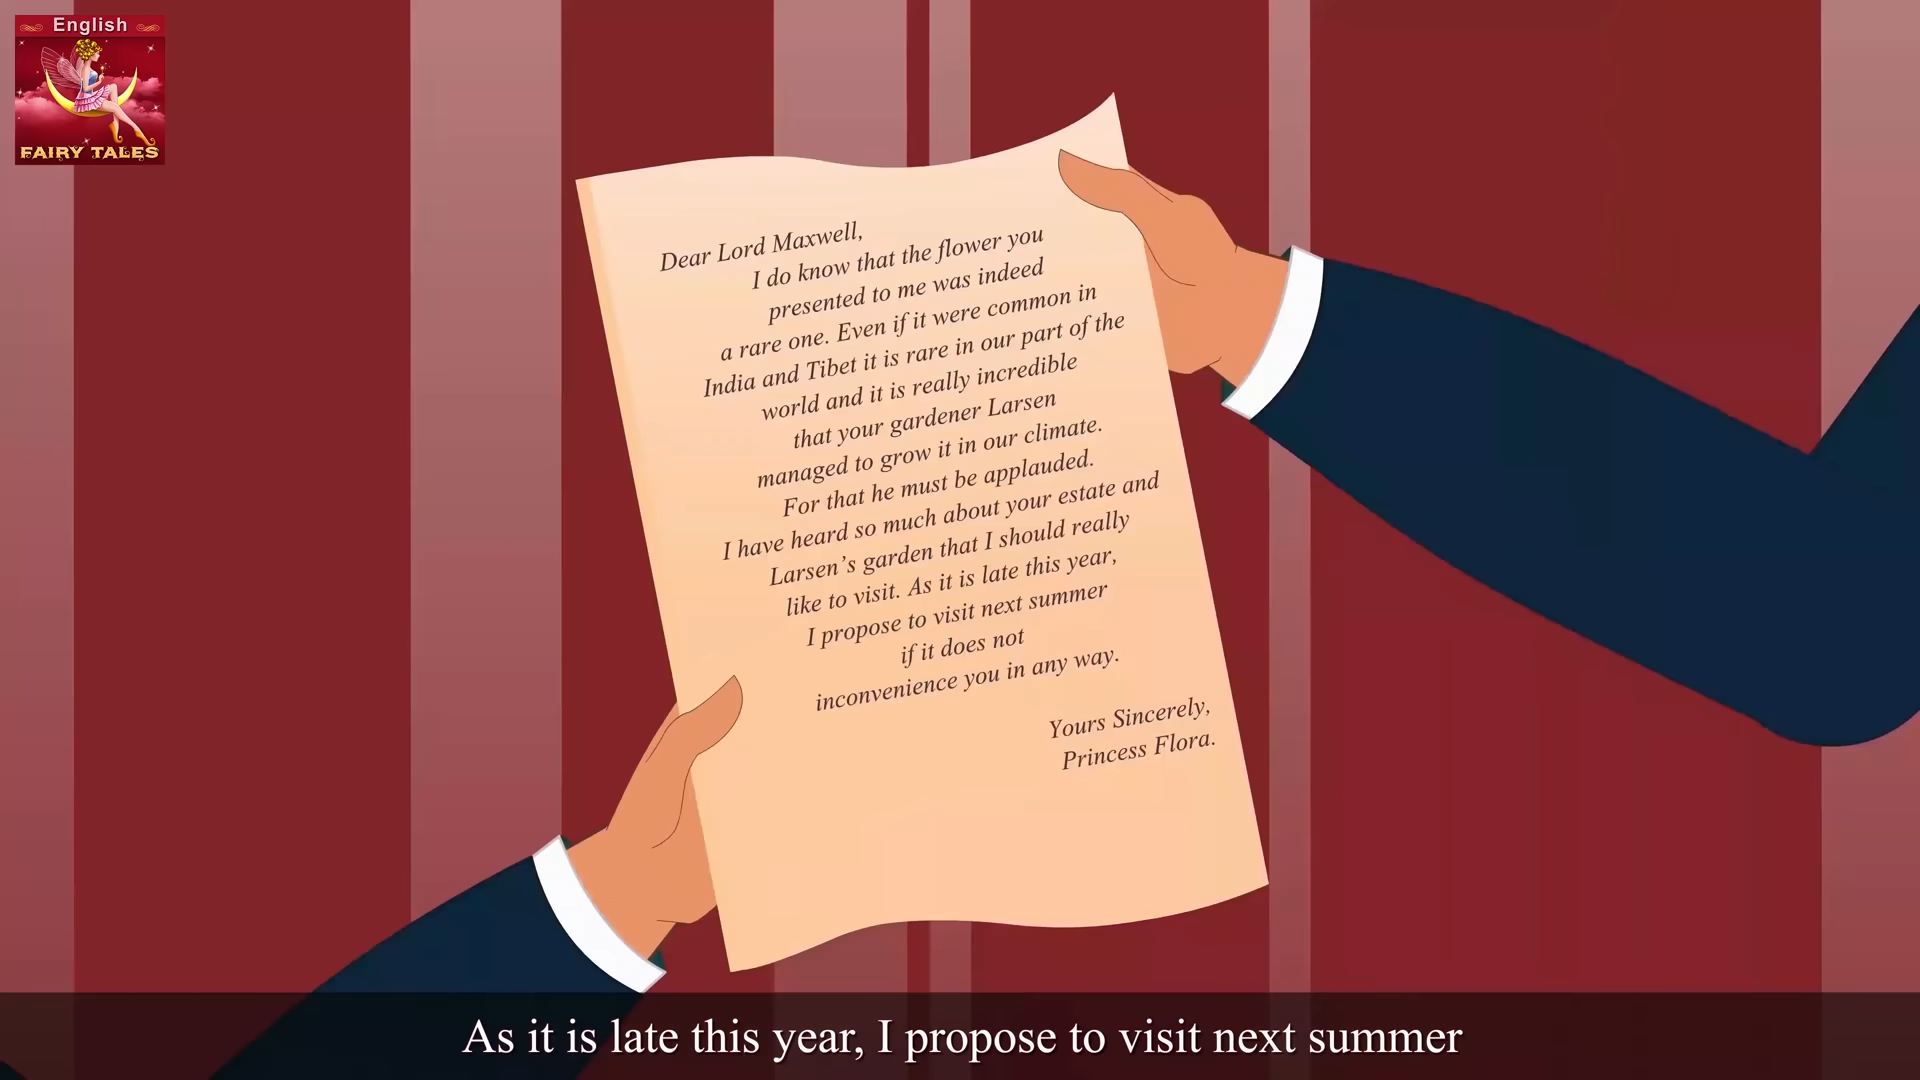 English
FAIRY TALES
Dear Lord Maxwell,
I do know that the flower you
presented to me was indeed
a rare one. Even if it were common in
India and Tibet it is rare in our part of the
world and it is really incredible
that your gardener Larsen
managed to grow it in our climate.
For that he must be applauded.
I have heard so much about your estate and
Larsen's garden that I should really
like to visit. As it is late this year,
I propose to visit next summer
if it does not
inconvenience you in any way.
Yours Sincerely,
Princess Flora.
As it is late this year, I propose to visit next summer